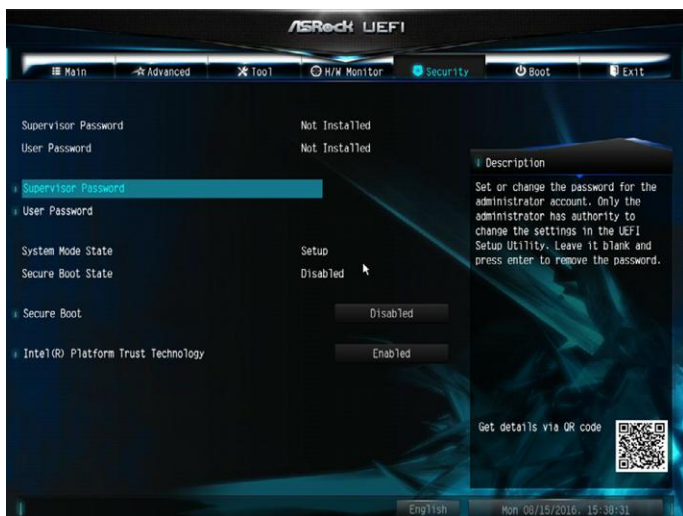 ASRock UEFI
Main Advanced Tool H/W Monitor Security Boot Exit
Supervisor Password Not Installed
User Password Not Installed
Supervisor Password
User Password
System Mode State Setup
Secure Boot State Disabled
Secure Boot Disabled
Intel(R) Platform Trust Technology Enabled
Description
Set or change the password for the
administrator account. Only the
administrator has authority to
change the settings in the UEFI
Setup Utility. Leave it blank and
press enter to remove the password.
Get details via QR code
English Mon 08/15/2016. 15:38:31